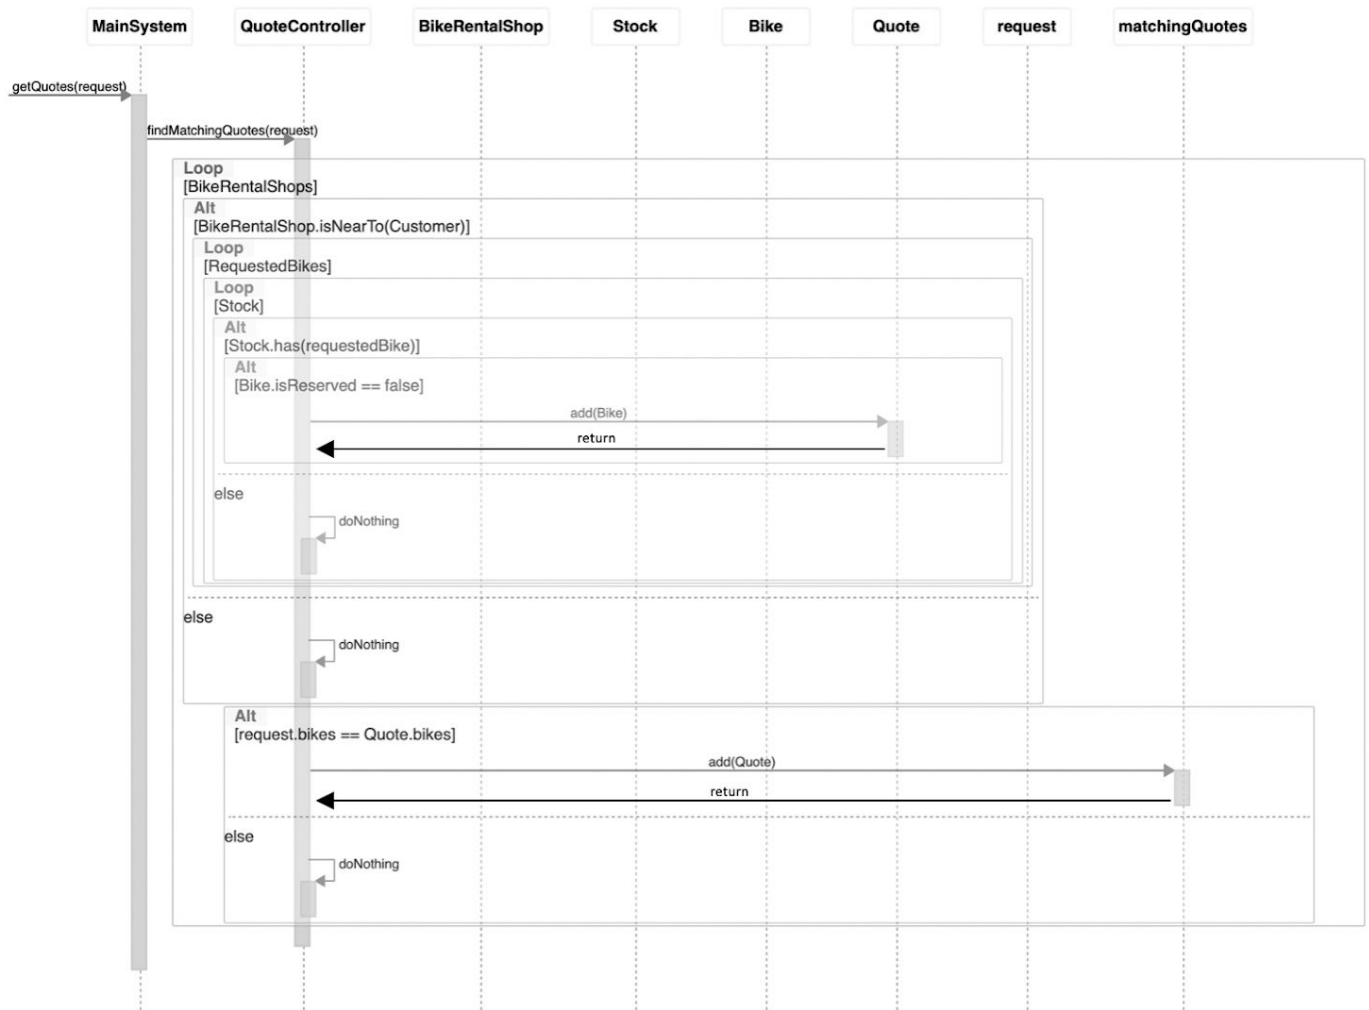 MainSystem QuoteController BikeRentalShop Stock Bike Quote request matchingQuotes
getQuotes(request)
findMatchingQuotes(request)
Loop
[BikeRentalShops]
Alt
[BikeRentalShop.isNearTo(Customer)]
Loop
[RequestedBikes]
Loop
[Stock]
Alt
[Stock.has(requestedBike)]
Alt
[Bike.isReserved == false]
add(Bike)
return
else
doNothing
else
doNothing
Alt
[request.bikes == Quote.bikes]
add(Quote)
return
else
doNothing